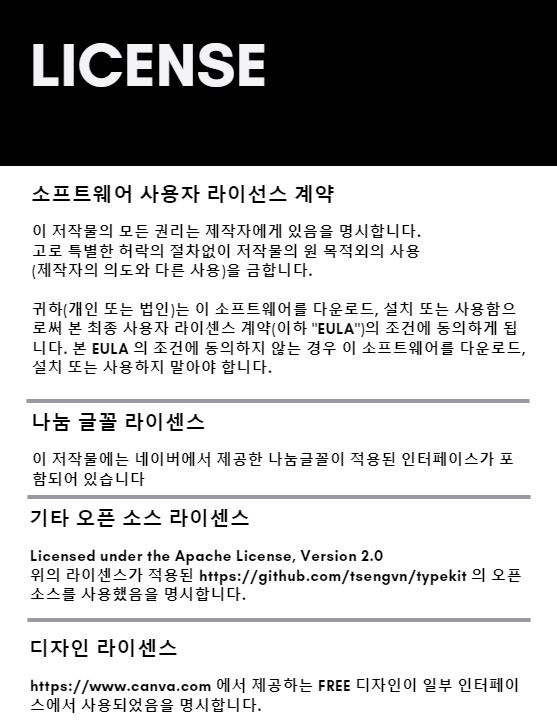 LICENSE
소프트웨어 사용자 라이선스 계약
이 저작물의 모든 권리는 제작자에게 있음을 명시합니다.
고로 특별한 허락의 절차없이 저작물의 원 목적외의 사용
(제작자의 의도와 다른 사용)을 금합니다.
귀하(개인 또는 법인)는 이 소프트웨어를 다운로드, 설치 또는 사용함으
로써 본 최종 사용자 라이센스 계약(이하 "EULA")의 조건에 동의하게 됩
니다. 본 EULA 의 조건에 동의하지 않는 경우 이 소프트웨어를 다운로드,
설치 또는 사용하지 말아야 합니다.
나눔 글꼴 라이센스
이 저작물에는 네이버에서 제공한 나눔글꼴이 적용된 인터페이스가 포
함되어 있습니다
기타 오픈 소스 라이센스
Licensed under the Apache License, Version 2.0
위의 라이센스가 적용된 https://github.com/tsengvn/typekit 의 오픈
소스를 사용했음을 명시합니다.
디자인 라이센스
https://www.canva.com 에서 제공하는 FREE 디자인이 일부 인터페이
스에서 사용되었음을 명시합니다.